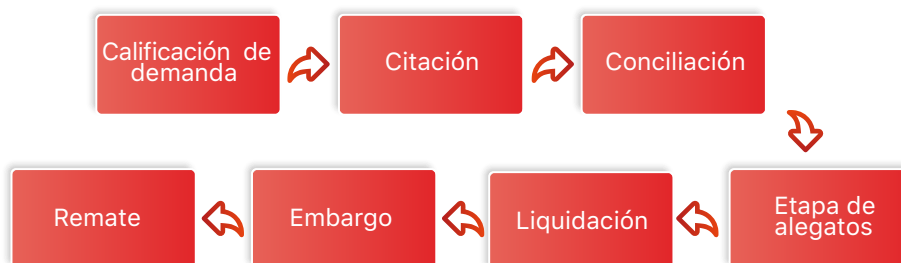 Calificación de
demanda
Citación
Conciliación
Etapa de
alegatos
Liquidación
Embargo
Remate